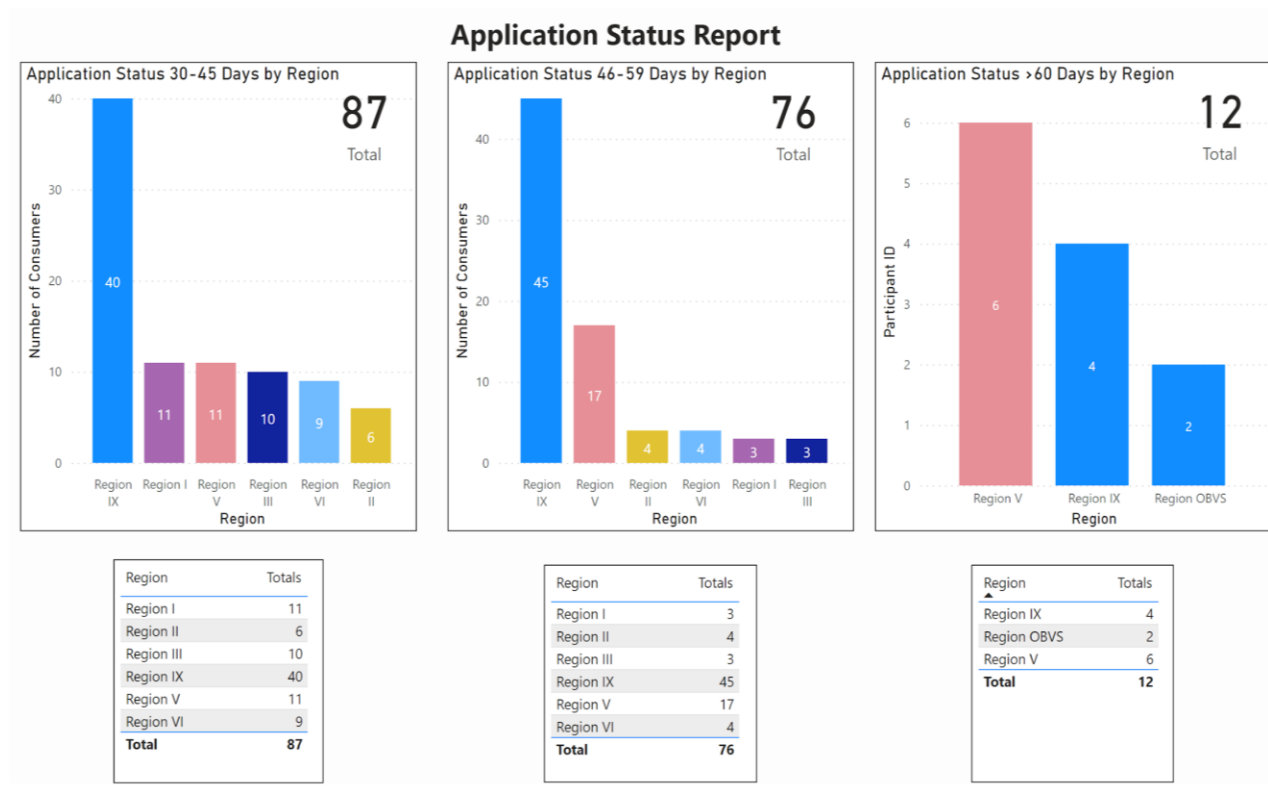 Application Status Report
Application Status 30-45 Days by Region
87
Total
Number of Consumers
40
30
20
10
0
40
11
11
10
9
6
Region IX
Region I
Region V
Region III
Region VI
Region II
Region
Application Status 46-59 Days by Region
76
Total
Number of Consumers
40
30
20
10
0
45
17
4
4
3
3
Region IX
Region V
Region II
Region VI
Region I
Region III
Region
Application Status >60 Days by Region
12
Total
Participant ID
6
5
4
3
2
1
0
6
4
2
Region V
Region IX
Region OBVS
Region
Region Totals
Region I 11
Region II 6
Region III 10
Region IX 40
Region V 11
Region VI 9
Total 87
Region Totals
Region I 3
Region II 4
Region III 3
Region IX 45
Region V 17
Region VI 4
Total 76
Region Totals
Region IX 4
Region OBVS 2
Region V 6
Total 12